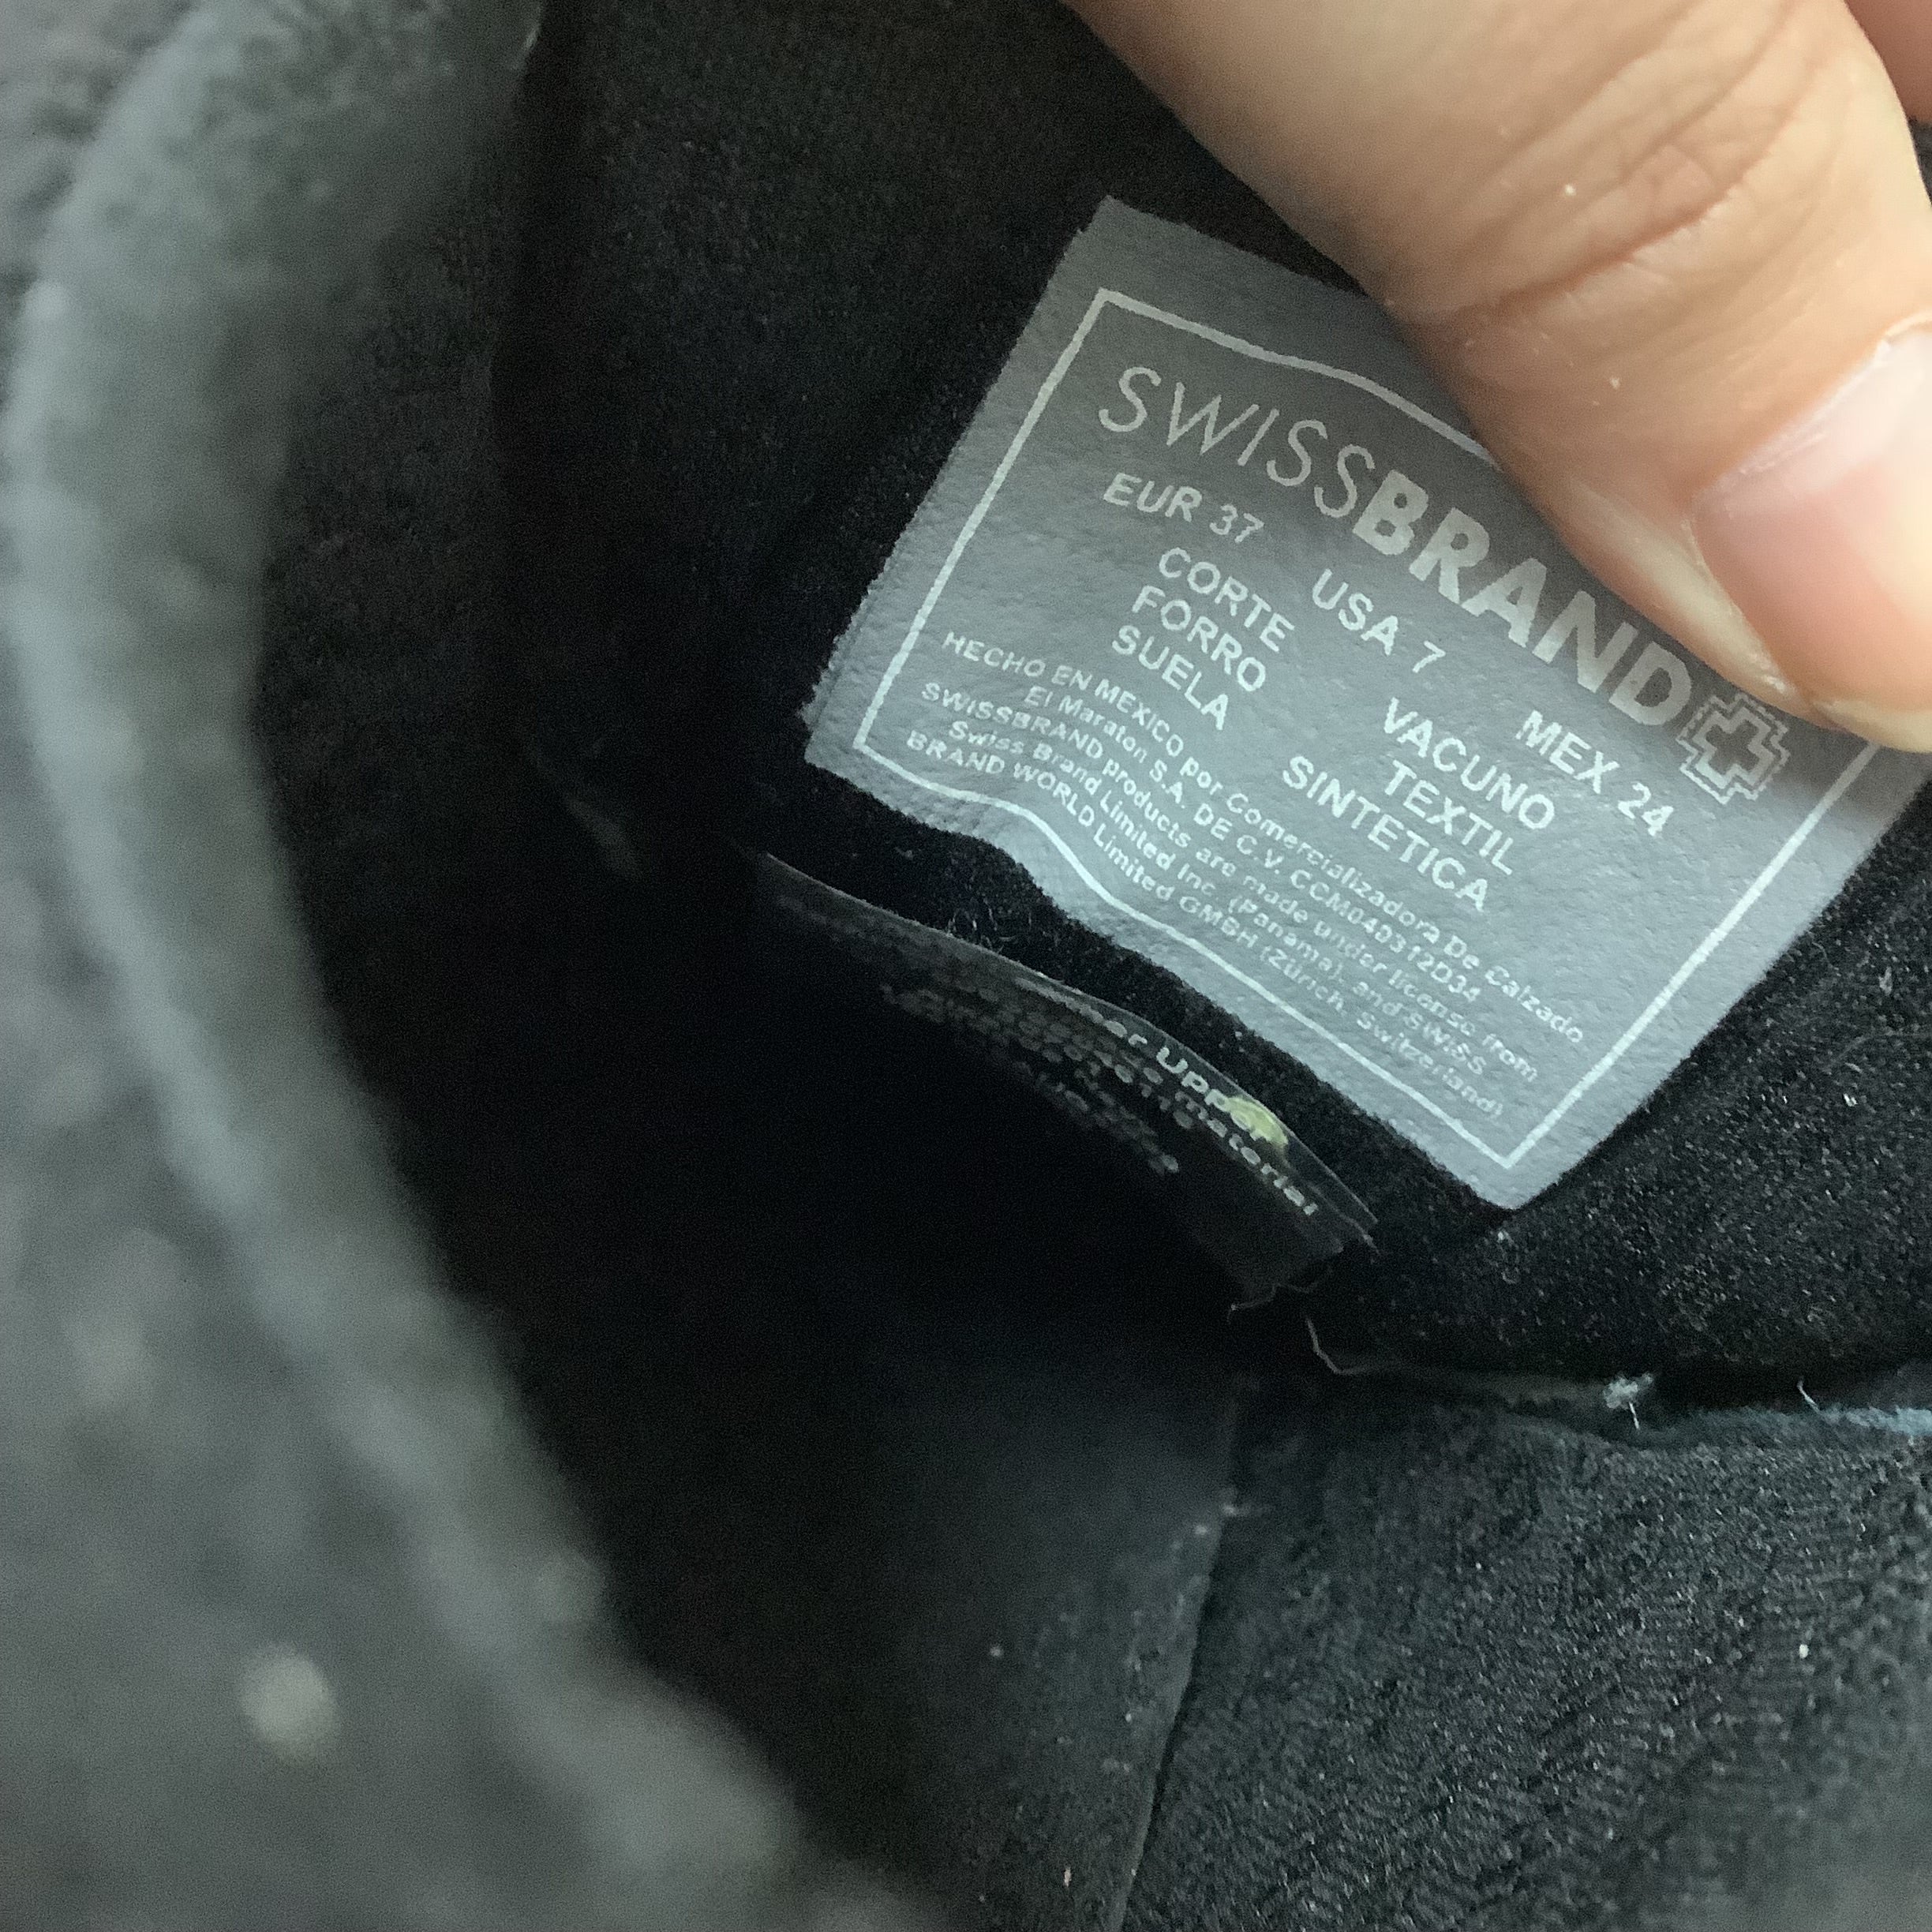 SWISSBRAND
EUR 37 USA 7 MEX 24
CORTE VACUNO
FORRO TEXTIL
SUELA SINTETICA
HECHO EN MEXICO por Comercializadora De Calzado
El Maraton S.A. DE C.V. CCM040312D34
SWISSBRAND products are made under license from
Swiss Brand Limited Inc. (Panama), and SWISS
BRAND WORLD Limited GMBH (Zürich, Switzerland)
Upper
material